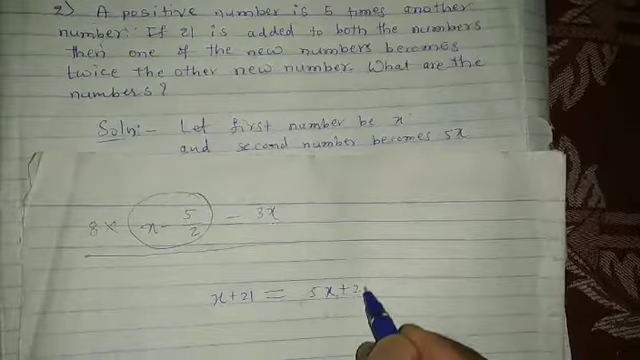 2) A positive number is 5 times another
number. If 21 is added to both the numbers
then one of the new numbers becomes
twice the other new number. What are the
numbers?
Soln:- Let first number be x
and second number becomes 5x
8 x -x - 5/2 - 3x
x+21 = 5x+2